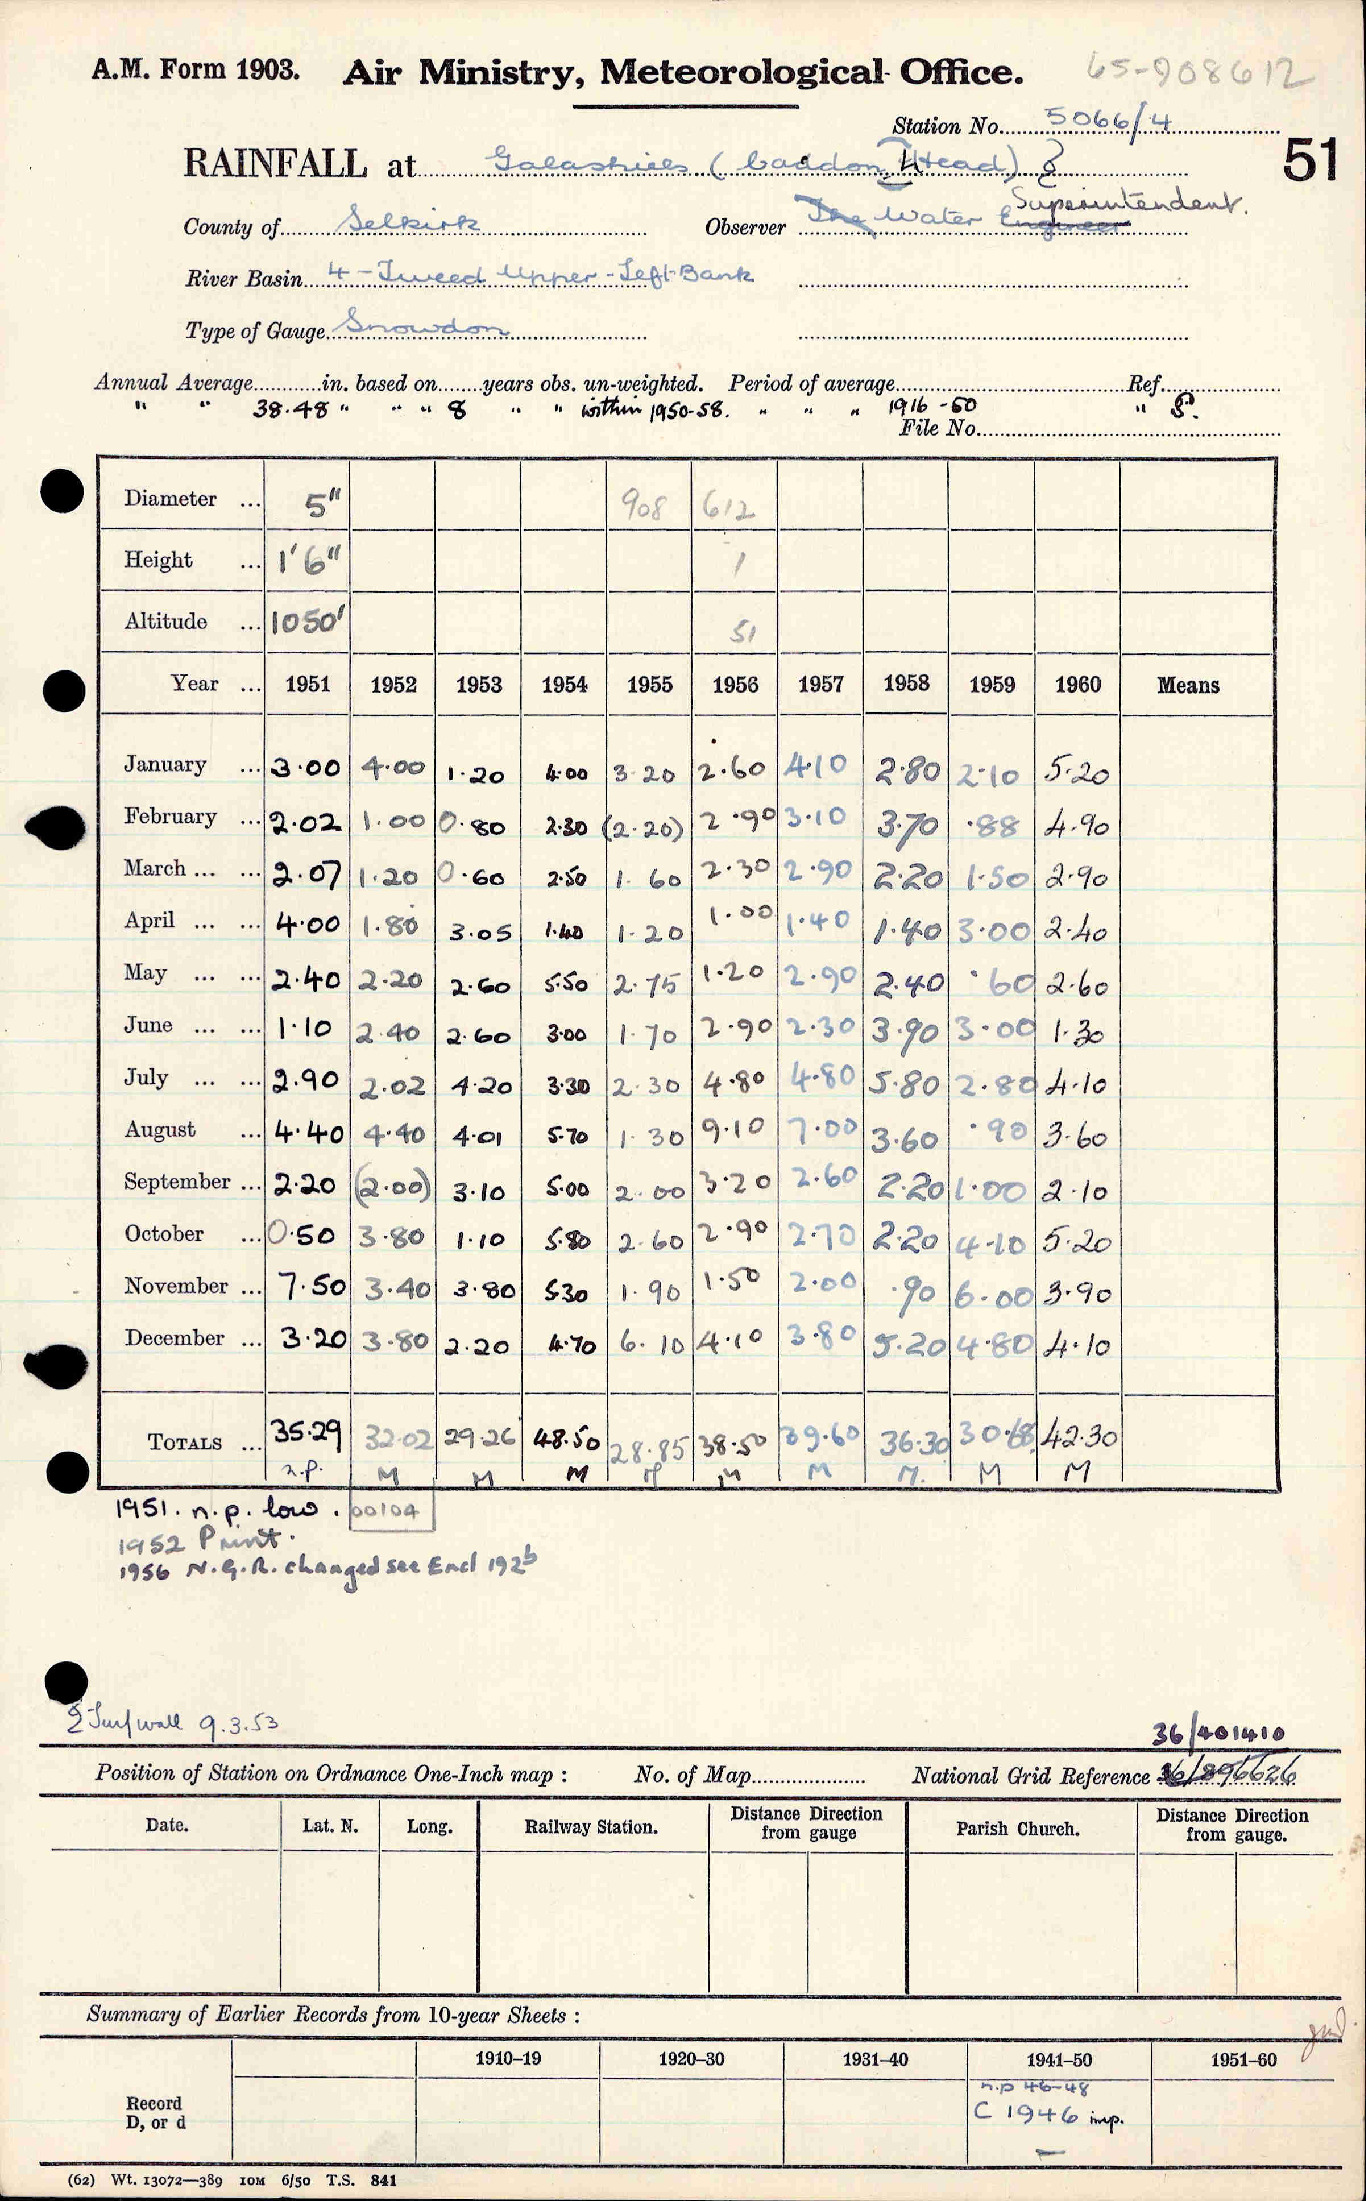 A.M. Form 1903. Air Ministry, Meteorological Office. 65-908612
Station No. 5066/4
RAINFALL at Galashiels (Caddon Head) 51
County of Selkirk Observer The Water Engineer Superintendent.
River Basin 4 - Tweed Upper - Left Bank
Type of Gauge Snowdon
Annual Average in. based on years obs. un-weighted. Period of average Ref.
" " 38.48 " " " 8 " " within 1950-58. " " " 1916-50 " S.
File No.
Diameter ... 5" 908 612
Height ... 1' 6" 1
Altitude ... 1050' 51
Year ... 1951 1952 1953 1954 1955 1956 1957 1958 1959 1960 Means
January ... 3.00 4.00 1.20 4.00 3.20 2.60 4.10 2.80 2.10 5.20
February ... 2.02 1.00 0.80 2.30 (2.20) 2.90 3.10 3.70 .88 4.90
March ... ... 2.07 1.20 0.60 2.50 1.60 2.30 2.90 2.20 1.50 2.90
April ... ... 4.00 1.80 3.05 1.40 1.20 1.00 1.40 1.40 3.00 2.40
May ... ... 2.40 2.20 2.60 5.50 2.75 1.20 2.90 2.40 .60 2.60
June ... ... 1.10 2.40 2.60 3.00 1.70 2.90 2.30 3.90 3.00 1.30
July ... ... 2.90 2.02 4.20 3.30 2.30 4.80 4.80 5.80 2.80 4.10
August ... 4.40 4.40 4.01 5.70 1.30 9.10 7.00 3.60 .90 3.60
September ... 2.20 (2.00) 3.10 5.00 2.00 3.20 2.60 2.20 1.00 2.10
October ... 0.50 3.80 1.10 5.80 2.60 2.90 2.70 2.20 4.10 5.20
November ... 7.50 3.40 3.80 5.30 1.90 1.50 2.00 .90 6.00 3.90
December ... 3.20 3.80 2.20 4.70 6.10 4.10 3.80 5.20 4.80 4.10
TOTALS ... 35.29 32.02 29.26 48.50 28.85 38.50 39.60 36.30 30.68 42.30
n.p. M M M M M M M M M
1951. n.p. low. 00104
1952 Print.
1956 N.G.R. changed see Encl 192b
Turf wall 9.3.53
36/401410
Position of Station on Ordnance One-Inch map : No. of Map National Grid Reference 36/896626
Date. Lat. N. Long. Railway Station. Distance Direction from gauge Parish Church. Distance Direction from gauge.
Summary of Earlier Records from 10-year Sheets :
1910–19 1920–30 1931–40 1941–50 1951–60
n.p 46-48
Record
D, or d
C 1946 imp.
(62) Wt. 13072—389 10M 6/50 T.S. 841